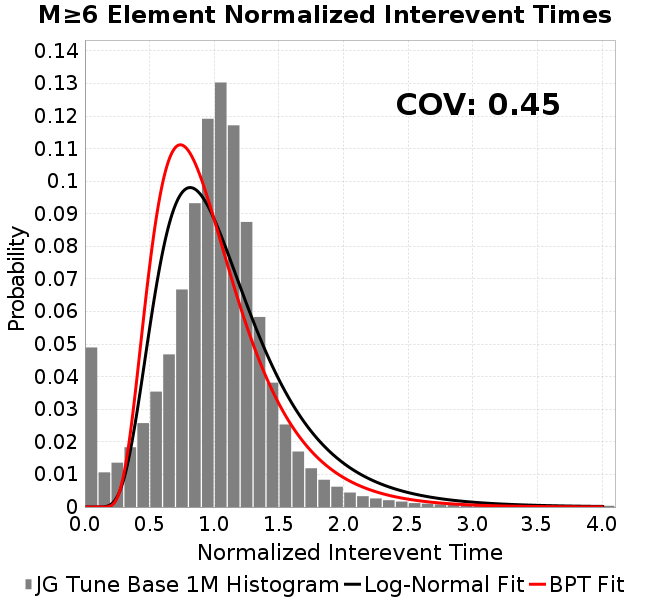 M≥6 Element Normalized Interevent Times
0.14
0.13
0.12
0.11
0.1
0.09
0.08
0.07
0.06
0.05
0.04
0.03
0.02
0.01
0
Probability
COV: 0.45
0.0 0.5 1.0 1.5 2.0 2.5 3.0 3.5 4.0
Normalized Interevent Time
JG Tune Base 1M Histogram Log-Normal Fit BPT Fit